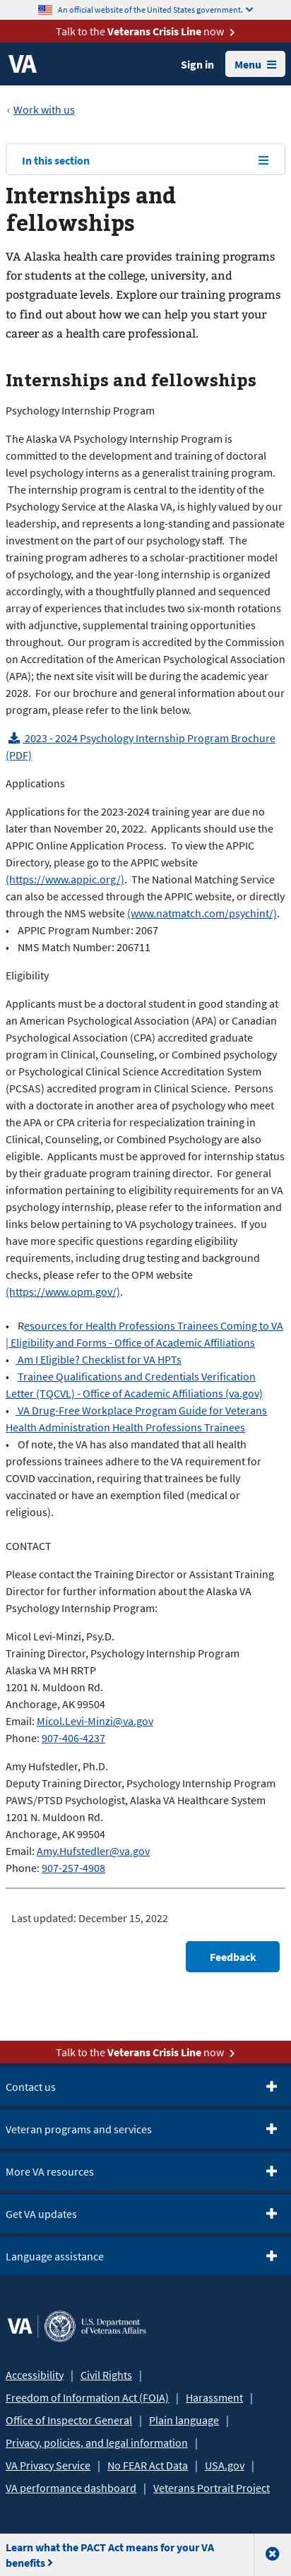 An official website of the United States government.
Talk to the Veterans Crisis Line now
VA
Sign in
Menu
Work with us
In this section
Internships and
fellowships
VA Alaska health care provides training programs
for students at the college, university, and
postgraduate levels. Explore our training programs
to find out about how we can help you start your
career as a health care professional.
Internships and fellowships
Psychology Internship Program
The Alaska VA Psychology Internship Program is
committed to the development and training of doctoral
level psychology interns as a generalist training program.
The internship program is central to the identity of the
Psychology Service at the Alaska VA, is highly valued by our
leadership, and represents a long-standing and passionate
investment for our psychology staff.  The
training program adheres to a scholar-practitioner model
of psychology, and the year-long internship is organized
accordingly, with a thoughtfully planned and sequenced
array of experiences that includes two six-month rotations
with adjunctive, supplemental training opportunities
throughout.  Our program is accredited by the Commission
on Accreditation of the American Psychological Association
(APA); the next site visit will be during the academic year
2028.  For our brochure and general information about our
program, please refer to the link below.
2023 - 2024 Psychology Internship Program Brochure
(PDF)
Applications
Applications for the 2023-2024 training year are due no
later than November 20, 2022.  Applicants should use the
APPIC Online Application Process.  To view the APPIC
Directory, please go to the APPIC website
(https://www.appic.org/).  The National Matching Service
can also be accessed through the APPIC website, or directly
through the NMS website (www.natmatch.com/psychint/).
• APPIC Program Number: 2067
• NMS Match Number: 206711
Eligibility
Applicants must be a doctoral student in good standing at
an American Psychological Association (APA) or Canadian
Psychological Association (CPA) accredited graduate
program in Clinical, Counseling, or Combined psychology
or Psychological Clinical Science Accreditation System
(PCSAS) accredited program in Clinical Science.  Persons
with a doctorate in another area of psychology who meet
the APA or CPA criteria for respecialization training in
Clinical, Counseling, or Combined Psychology are also
eligible.  Applicants must be approved for internship status
by their graduate program training director.  For general
information pertaining to eligibility requirements for an VA
psychology internship, please refer to the information and
links below pertaining to VA psychology trainees.  If you
have more specific questions regarding eligibility
requirements, including drug testing and background
checks, please refer to the OPM website
(https://www.opm.gov/).
• Resources for Health Professions Trainees Coming to VA
| Eligibility and Forms - Office of Academic Affiliations
• Am I Eligible? Checklist for VA HPTs
• Trainee Qualifications and Credentials Verification
Letter (TQCVL) - Office of Academic Affiliations (va.gov)
• VA Drug-Free Workplace Program Guide for Veterans
Health Administration Health Professions Trainees
• Of note, the VA has also mandated that all health
professions trainees adhere to the VA requirement for
COVID vaccination, requiring that trainees be fully
vaccinated or have an exemption filed (medical or
religious).
CONTACT
Please contact the Training Director or Assistant Training
Director for further information about the Alaska VA
Psychology Internship Program:
Micol Levi-Minzi, Psy.D.
Training Director, Psychology Internship Program
Alaska VA MH RRTP
1201 N. Muldoon Rd.
Anchorage, AK 99504
Email: Micol.Levi-Minzi@va.gov
Phone: 907-406-4237
Amy Hufstedler, Ph.D.
Deputy Training Director, Psychology Internship Program
PAWS/PTSD Psychologist, Alaska VA Healthcare System
1201 N. Muldoon Rd.
Anchorage, AK 99504
Email: Amy.Hufstedler@va.gov
Phone: 907-257-4908
Last updated: December 15, 2022
Feedback
Talk to the Veterans Crisis Line now
Contact us
Veteran programs and services
More VA resources
Get VA updates
Language assistance
VA
U.S. Department
of Veterans Affairs
Accessibility | Civil Rights |
Freedom of Information Act (FOIA) | Harassment |
Office of Inspector General | Plain language |
Privacy, policies, and legal information |
VA Privacy Service | No FEAR Act Data | USA.gov |
VA performance dashboard | Veterans Portrait Project
Learn what the PACT Act means for your VA
benefits